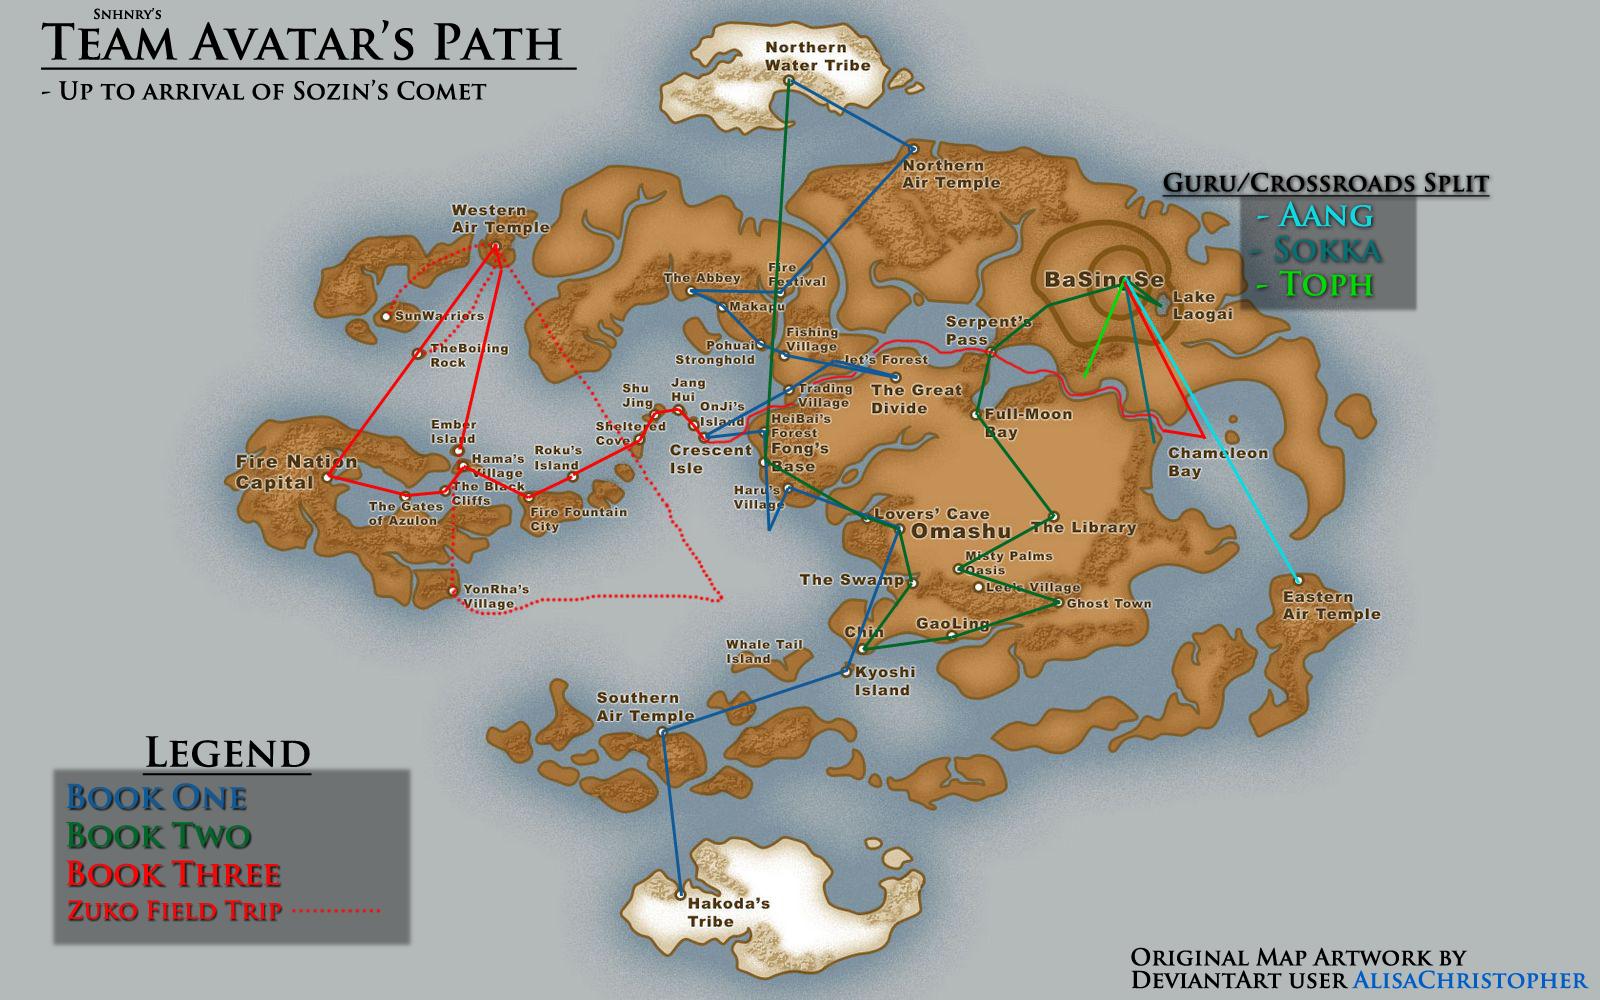 Snhnry's
Team Avatar's Path
- Up to arrival of Sozin's Comet
Northern
Water Tribe
Northern
Air Temple
Guru/Crossroads Split
- Aang
- Sokka
- Toph
Western
Air Temple
SunWarriors
TheBoiling
Rock
The Abbey
Fire
Festival
Makapu
Pohuai
Stronghold
Fishing
Village
Jet's Forest
The Great
Divide
Trading
Village
BaSingSe
Lake
Laogai
Serpent's
Pass
Full-Moon
Bay
Chameleon
Bay
Shu
Jing
Jang
Hui
OnJi's
Island
Sheltered
Cove
Crescent
Isle
HeiBai's
Forest
Fong's
Base
Haru's
Village
Ember
Island
Hama's
Village
The Black
Cliffs
Roku's
Island
Fire Nation
Capital
The Gates
of Azulon
Fire Fountain
City
YonRha's
Village
Lovers' Cave
Omashu
The Library
Misty Palms
Oasis
Lee's Village
Ghost Town
The Swamp
GaoLing
Chin
Kyoshi
Island
Whale Tail
Island
Eastern
Air Temple
Southern
Air Temple
Hakoda's
Tribe
Legend
Book One
Book Two
Book Three
Zuko Field Trip
Original Map Artwork by
DeviantArt user AlisaChristopher